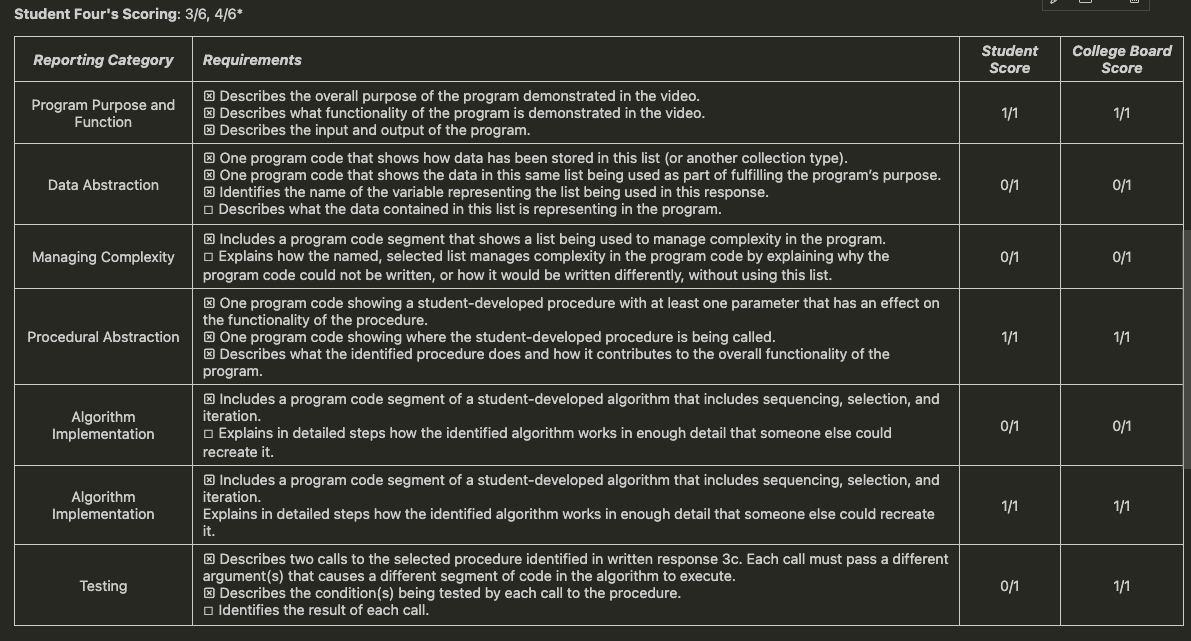 Student Four's Scoring: 3/6, 4/6*
Reporting Category
Requirements
Student
Score
College Board
Score
Program Purpose and
Function
☒ Describes the overall purpose of the program demonstrated in the video.
☒ Describes what functionality of the program is demonstrated in the video.
☒ Describes the input and output of the program.
1/1
1/1
Data Abstraction
☒ One program code that shows how data has been stored in this list (or another collection type).
☒ One program code that shows the data in this same list being used as part of fulfilling the program's purpose.
☒ Identifies the name of the variable representing the list being used in this response.
☐ Describes what the data contained in this list is representing in the program.
0/1
0/1
Managing Complexity
☒ Includes a program code segment that shows a list being used to manage complexity in the program.
☐ Explains how the named, selected list manages complexity in the program code by explaining why the
program code could not be written, or how it would be written differently, without using this list.
0/1
0/1
Procedural Abstraction
☒ One program code showing a student-developed procedure with at least one parameter that has an effect on
the functionality of the procedure.
☒ One program code showing where the student-developed procedure is being called.
☒ Describes what the identified procedure does and how it contributes to the overall functionality of the
program.
1/1
1/1
Algorithm
Implementation
☒ Includes a program code segment of a student-developed algorithm that includes sequencing, selection, and
iteration.
☐ Explains in detailed steps how the identified algorithm works in enough detail that someone else could
recreate it.
0/1
0/1
Algorithm
Implementation
☒ Includes a program code segment of a student-developed algorithm that includes sequencing, selection, and
iteration.
Explains in detailed steps how the identified algorithm works in enough detail that someone else could recreate
it.
1/1
1/1
Testing
☒ Describes two calls to the selected procedure identified in written response 3c. Each call must pass a different
argument(s) that causes a different segment of code in the algorithm to execute.
☒ Describes the condition(s) being tested by each call to the procedure.
☐ Identifies the result of each call.
0/1
1/1